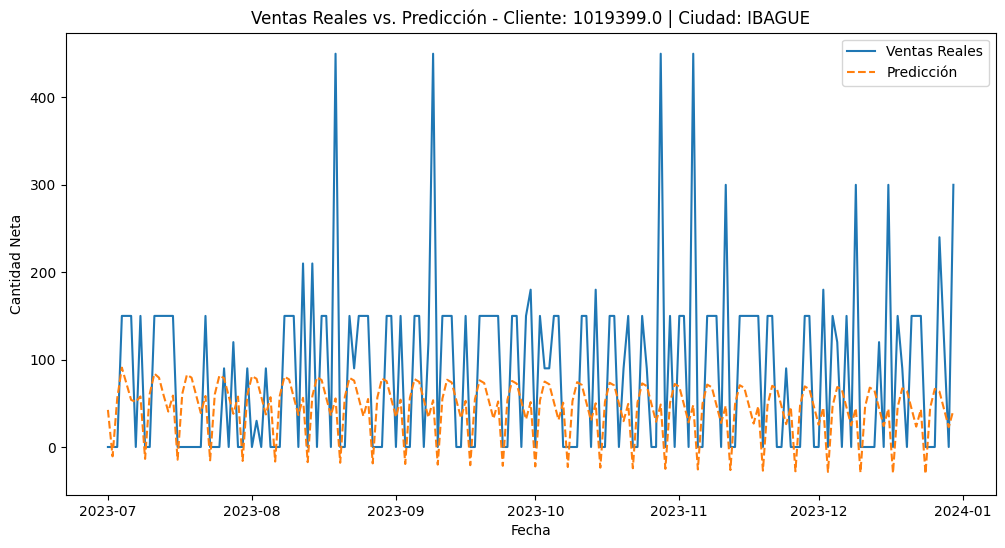 Ventas Reales vs. Predicción - Cliente: 1019399.0 | Ciudad: IBAGUE
Ventas Reales
Predicción
Cantidad Neta
400
300
200
100
0
2023-07
2023-08
2023-09
2023-10
2023-11
2023-12
2024-01
Fecha